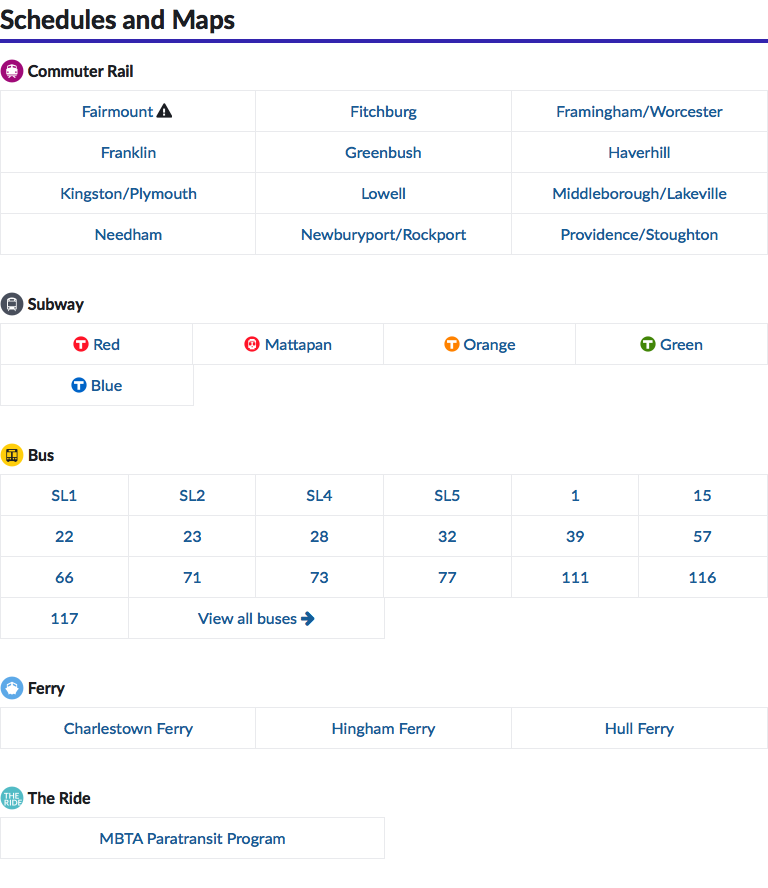 Schedules and Maps
Commuter Rail
Fairmount Fitchburg Framingham/Worcester
Franklin Greenbush Haverhill
Kingston/Plymouth Lowell Middleborough/Lakeville
Needham Newburyport/Rockport Providence/Stoughton
Subway
T Red Mattapan T Orange T Green
T Blue
Bus
SL1 SL2 SL4 SL5 1 15
22 23 28 32 39 57
66 71 73 77 111 116
117 View all buses
Ferry
Charlestown Ferry Hingham Ferry Hull Ferry
THE RIDE The Ride
MBTA Paratransit Program